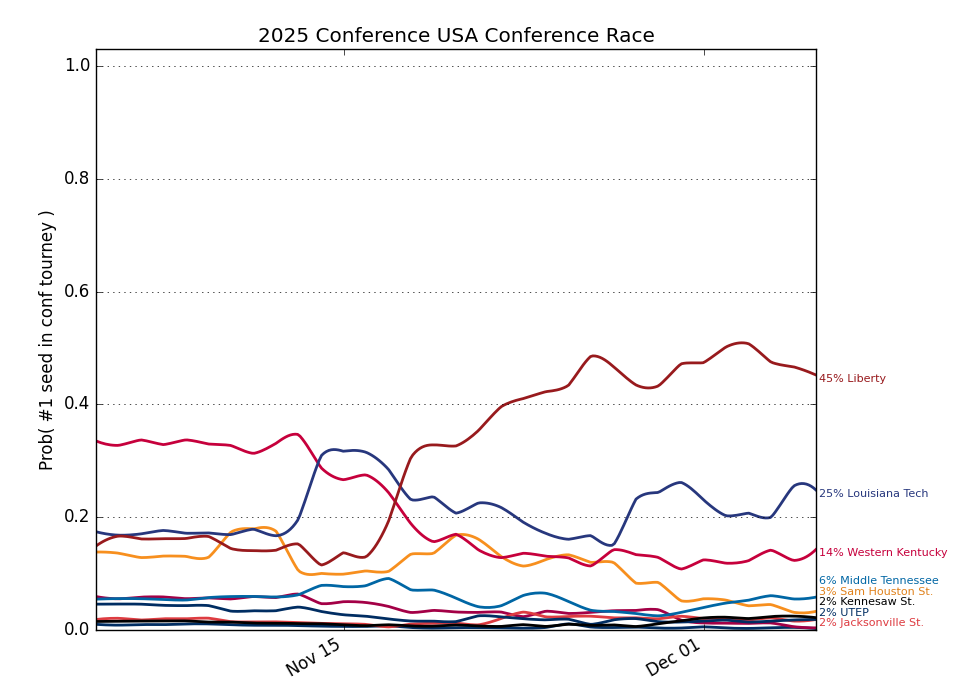 2025 Conference USA Conference Race
1.0
0.8
0.6
0.4
0.2
0.0
Prob( #1 seed in conf tourney )
Nov 15
Dec 01
45% Liberty
25% Louisiana Tech
14% Western Kentucky
6% Middle Tennessee
3% Sam Houston St.
2% Kennesaw St.
2% UTEP
2% Jacksonville St.